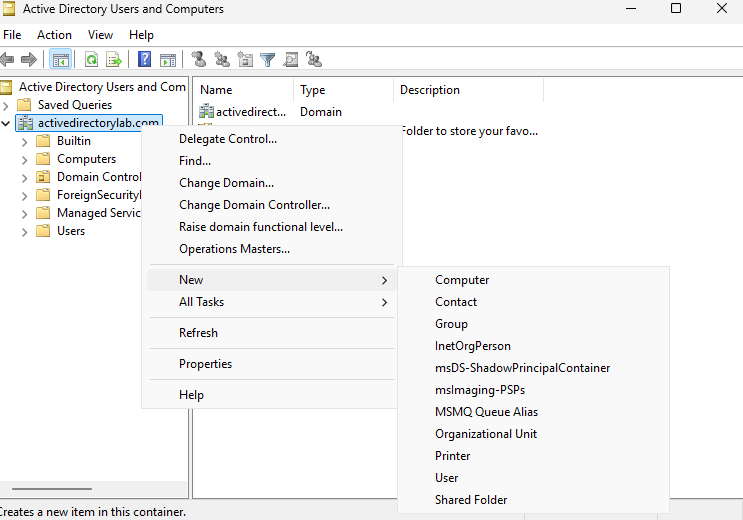 Active Directory Users and Computers
File Action View Help
Active Directory Users and Com
Saved Queries
activedirectorylab.com
Builtin
Computers
Domain Control
ForeignSecurityl
Managed Servic
Users
Name Type Description
activedirect... Domain
Folder to store your favo...
Delegate Control...
Find...
Change Domain...
Change Domain Controller...
Raise domain functional level...
Operations Masters...
New
All Tasks
Refresh
Properties
Help
Computer
Contact
Group
InetOrgPerson
msDS-ShadowPrincipalContainer
msImaging-PSPs
MSMQ Queue Alias
Organizational Unit
Printer
User
Shared Folder
Creates a new item in this container.